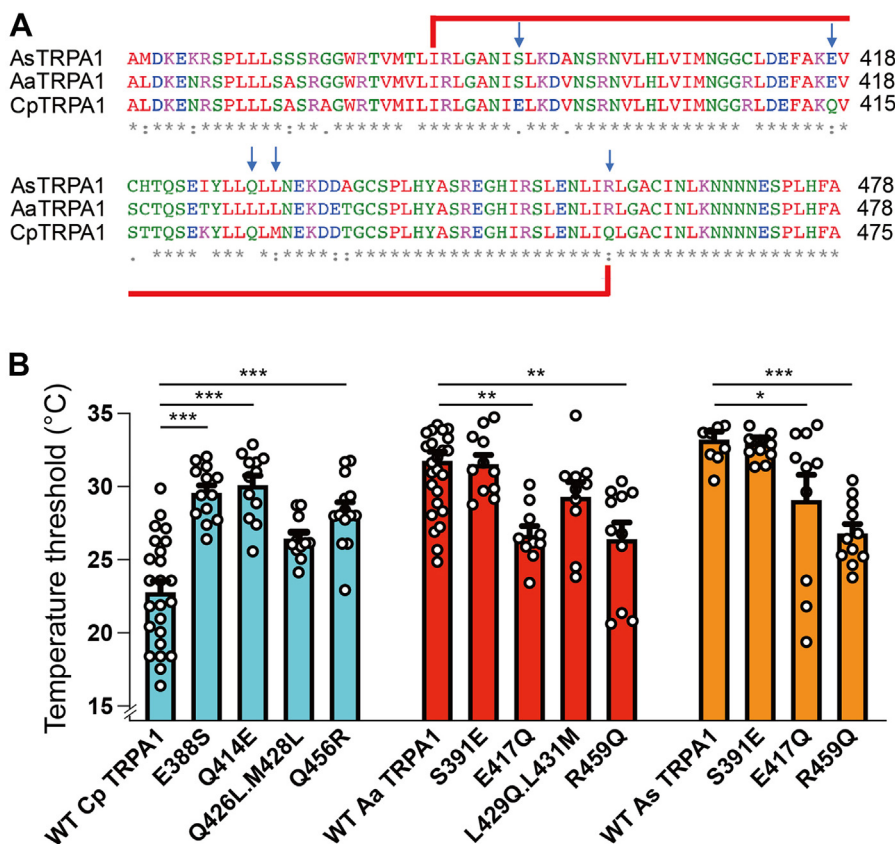 A
AsTRPA1 AMDKEKRSPLLLSSSRGGWRTVMTLIRLGANISLKDANSRNVLHLVIMNGGCLDEFAKEV 418
AaTRPA1 ALDKENRSPLLLSASRGGWRTVMVLIRLGANISLKDVNSRNVLHLVIMNGGRLDEFAKEV 418
CpTRPA1 ALDKENRSPLLLSASRAGWRTVMVLIRLGANIELKDVNSRNVLHLVIMNGGRLDEFAKQV 415
*:***:*******:**.******.********.***.************** ******:*
AsTRPA1 CHTQSEIYLLQLLNEKDDAGCSPLHYASREGHIRSLENLIRLGACINLKNNNNESPLHFA 478
AaTRPA1 SCTQSETYLLLLLNEKDETGCSPLHYASREGHIRSLENLIRLGACINLKNNNNESPLHFA 478
CpTRPA1 STTQSEKYLLQLMNEKDDTGCSPLHYASREGHIRSLENLIQLGACINLKNNNNESPLHFA 475
. **** *** *:****::*********************:*******************
B
Temperature threshold (°C)
35
30
25
20
15
*** *** *** ** ** *** *
WT Cp TRPA1
E388S
Q414E
Q426L.M428L
Q456R
WT Aa TRPA1
S391E
E417Q
L429Q.L431M
R459Q
WT As TRPA1
S391E
E417Q
R459Q